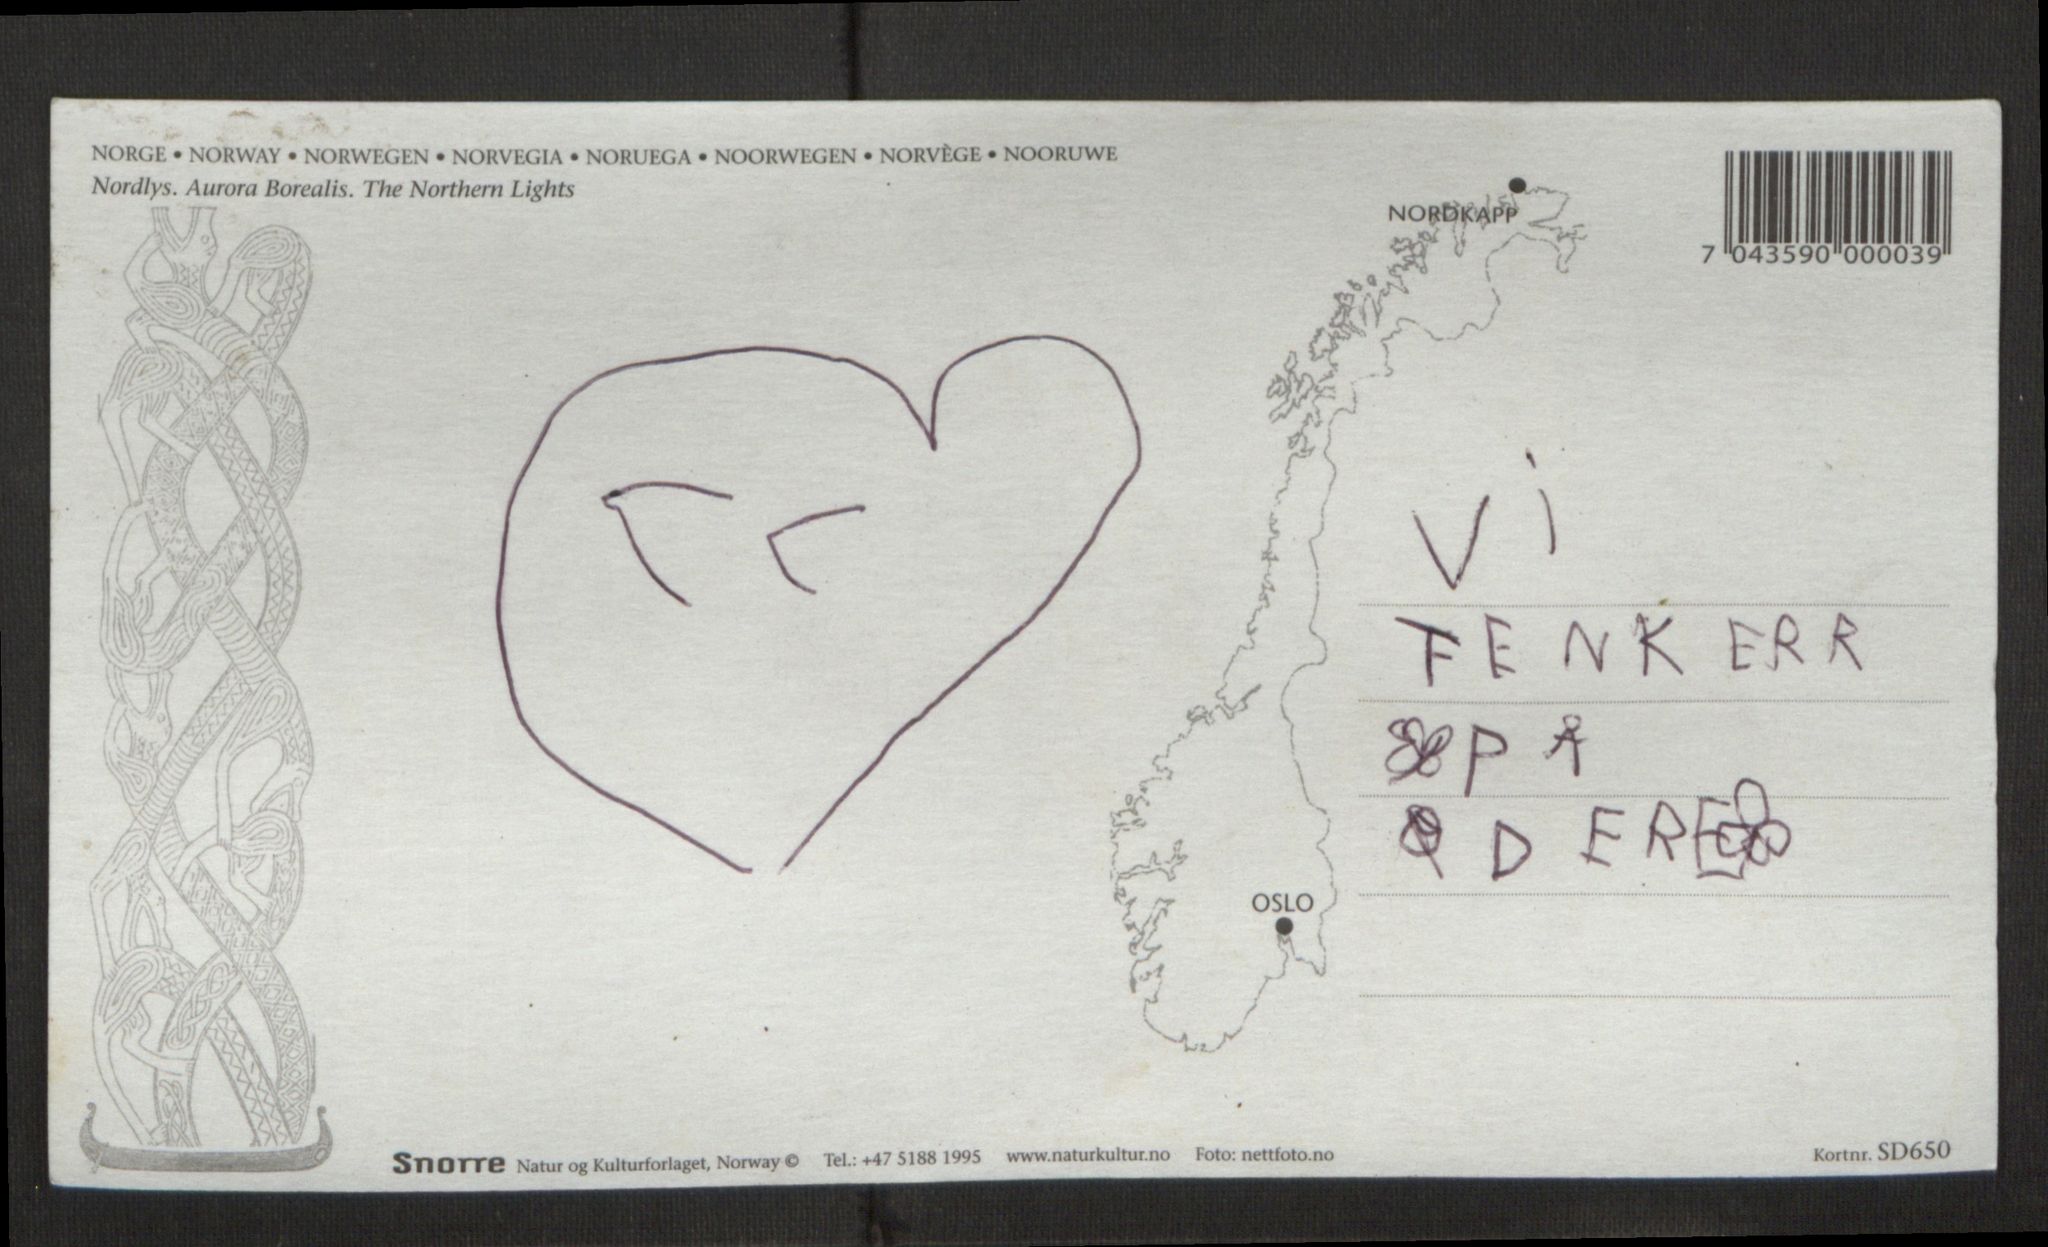 NORGE • NORWAY • NORWEGEN • NORVEGIA • NORUEGA • NOORWEGEN • NORVÈGE • NOORUWE
Nordlys. Aurora Borealis. The Northern Lights
NORDKAPP
7 043590 000039
Vi
TENKERR
PÅ
DERE
OSLO
Snorre Natur og Kulturforlaget, Norway © Tel.: +47 5188 1995 www.naturkultur.no Foto: nettfoto.no
Kortnr. SD650